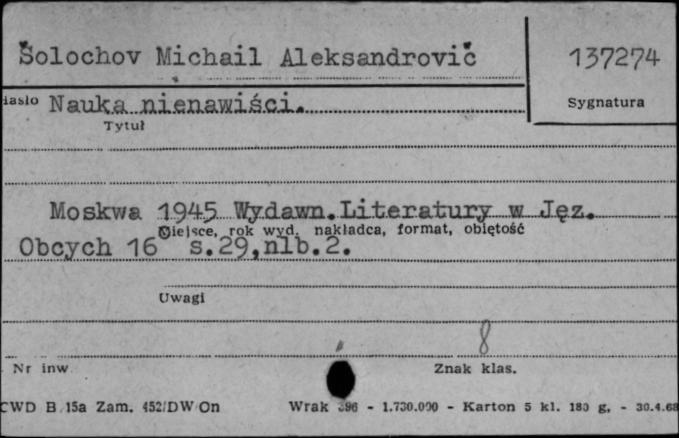 Šolochov Michail Aleksandrovič 137274
Nauka nienawiści. Sygnatura
Tytuł
Moskwa 1945 Wydawn.Literatury w Jęz.
Miejsce, rok wyd. nakładca, format, obiętość
Obcych 16° s.29,nlb.2.
Uwagi
8
Nr inw. Znak klas.
CWD B/15a Zam. 452/DW/On Wrak 396 - 1.730.000 - Karton 5 kl. 180 g. - 30.4.68